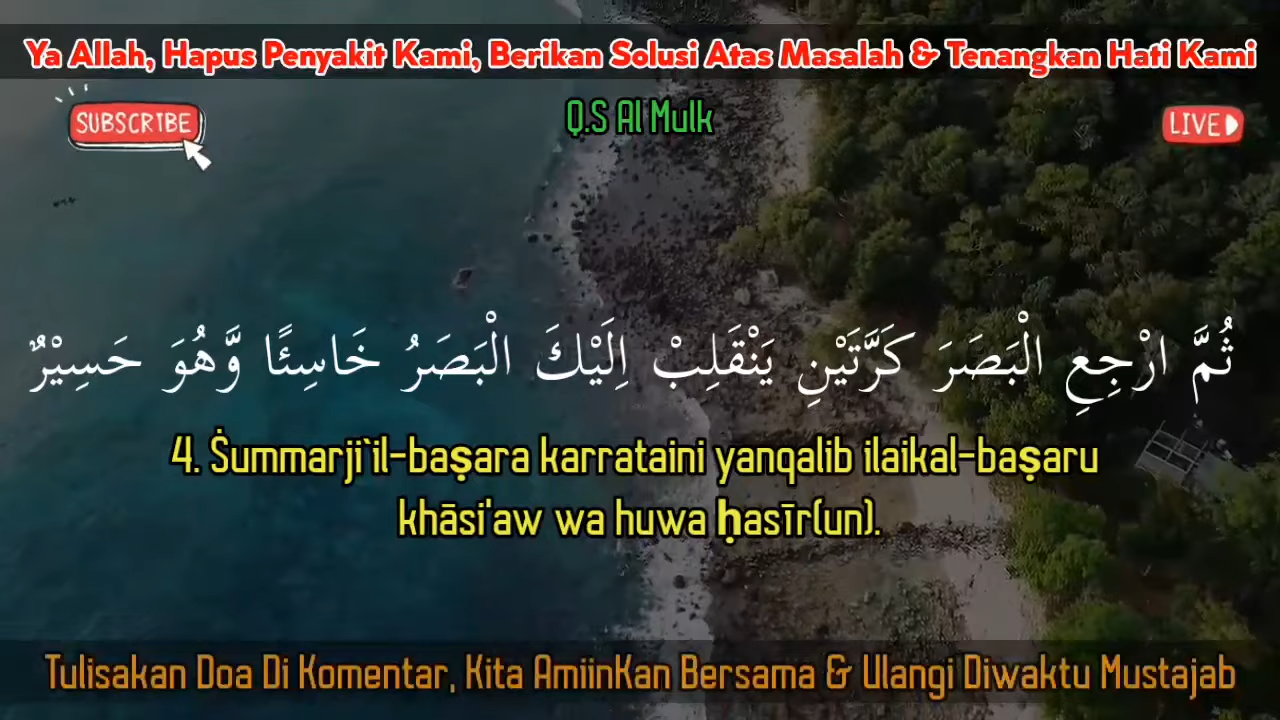 Ya Allah, Hapus Penyakit Kami, Berikan Solusi Atas Masalah & Tenangkan Hati Kami
SUBSCRIBE
Q.S Al Mulk
LIVE
ثُمَّ ارْجِعِ الْبَصَرَ كَرَّتَيْنِ يَنْقَلِبْ اِلَيْكَ الْبَصَرُ خَاسِئًا وَّهُوَ حَسِيْرٌ
4. Ṡummarji`il-baṣara karrataini yanqalib ilaikal-baṣaru
khāsi'aw wa huwa ḥasīr(un).
Tulisakan Doa Di Komentar, Kita AmiinKan Bersama & Ulangi Diwaktu Mustajab